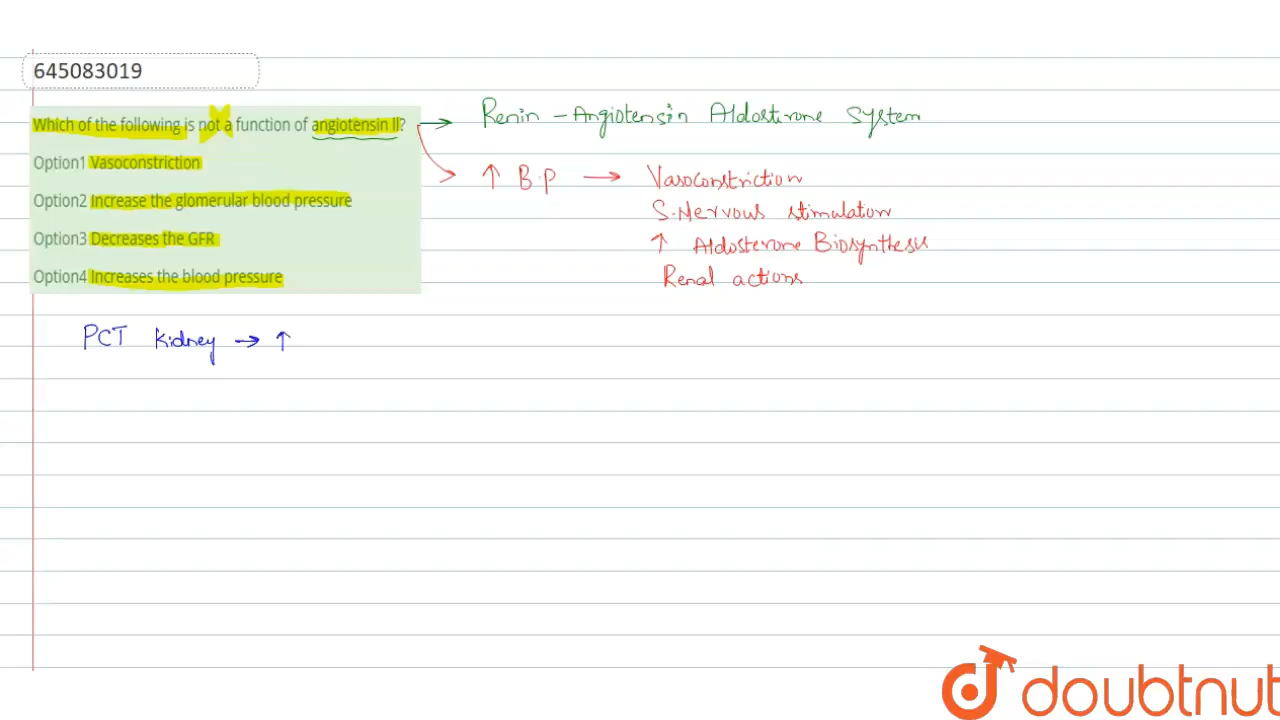 645083019
Which of the following is not a function of angiotensin II?
Option1 Vasoconstriction
Option2 Increase the glomerular blood pressure
Option3 Decreases the GFR
Option4 Increases the blood pressure
→ Renin - Angiotensin Aldosterone System
↑ B.P → Vasoconstriction
S.Nervous stimulation
↑ Aldosterone Biosynthesis
Renal actions
PCT kidney → ↑
doubtnut